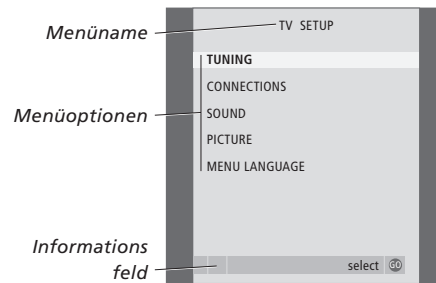 Menüname
TV SETUP
TUNING
CONNECTIONS
Menüoptionen
SOUND
PICTURE
MENU LANGUAGE
Informations
feld
select GO